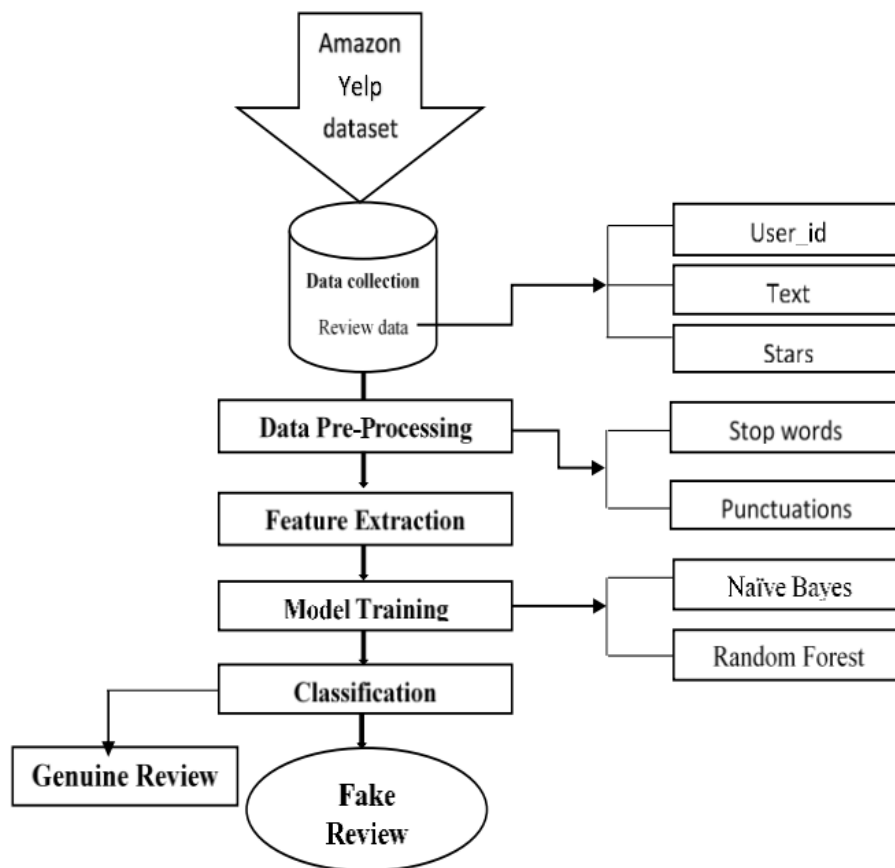 Amazon
Yelp
dataset
User_id
Data collection
Text
Review data
Stars
Data Pre-Processing
Stop words
Punctuations
Feature Extraction
Naïve Bayes
Model Training
Random Forest
Classification
Genuine Review
Fake
Review